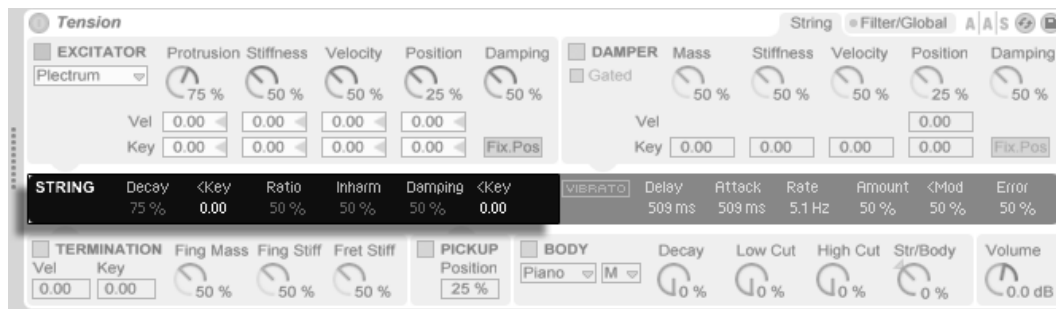 Tension String Filter/Global A A S
EXCITATOR Protrusion Stiffness Velocity Position Damping
Plectrum 75 % 50 % 50 % 25 % 50 %
Vel 0.00 0.00 0.00 0.00
Key 0.00 0.00 0.00 0.00 Fix.Pos
DAMPER Mass Stiffness Velocity Position Damping
Gated 50 % 50 % 50 % 25 % 50 %
Vel 0.00
Key 0.00 0.00 0.00 0.00 Fix.Pos
STRING Decay <Key Ratio Inharm Damping <Key
75 % 0.00 50 % 50 % 50 % 0.00
VIBRATO Delay Attack Rate Amount <Mod Error
509 ms 509 ms 5.1 Hz 50 % 50 % 50 %
TERMINATION Fing Mass Fing Stiff Fret Stiff
Vel Key
0.00 0.00 50 % 50 % 50 %
PICKUP
Position
25 %
BODY Decay Low Cut High Cut Str/Body
Piano M 0 % 0 % 0 % 0 %
Volume
0.0 dB